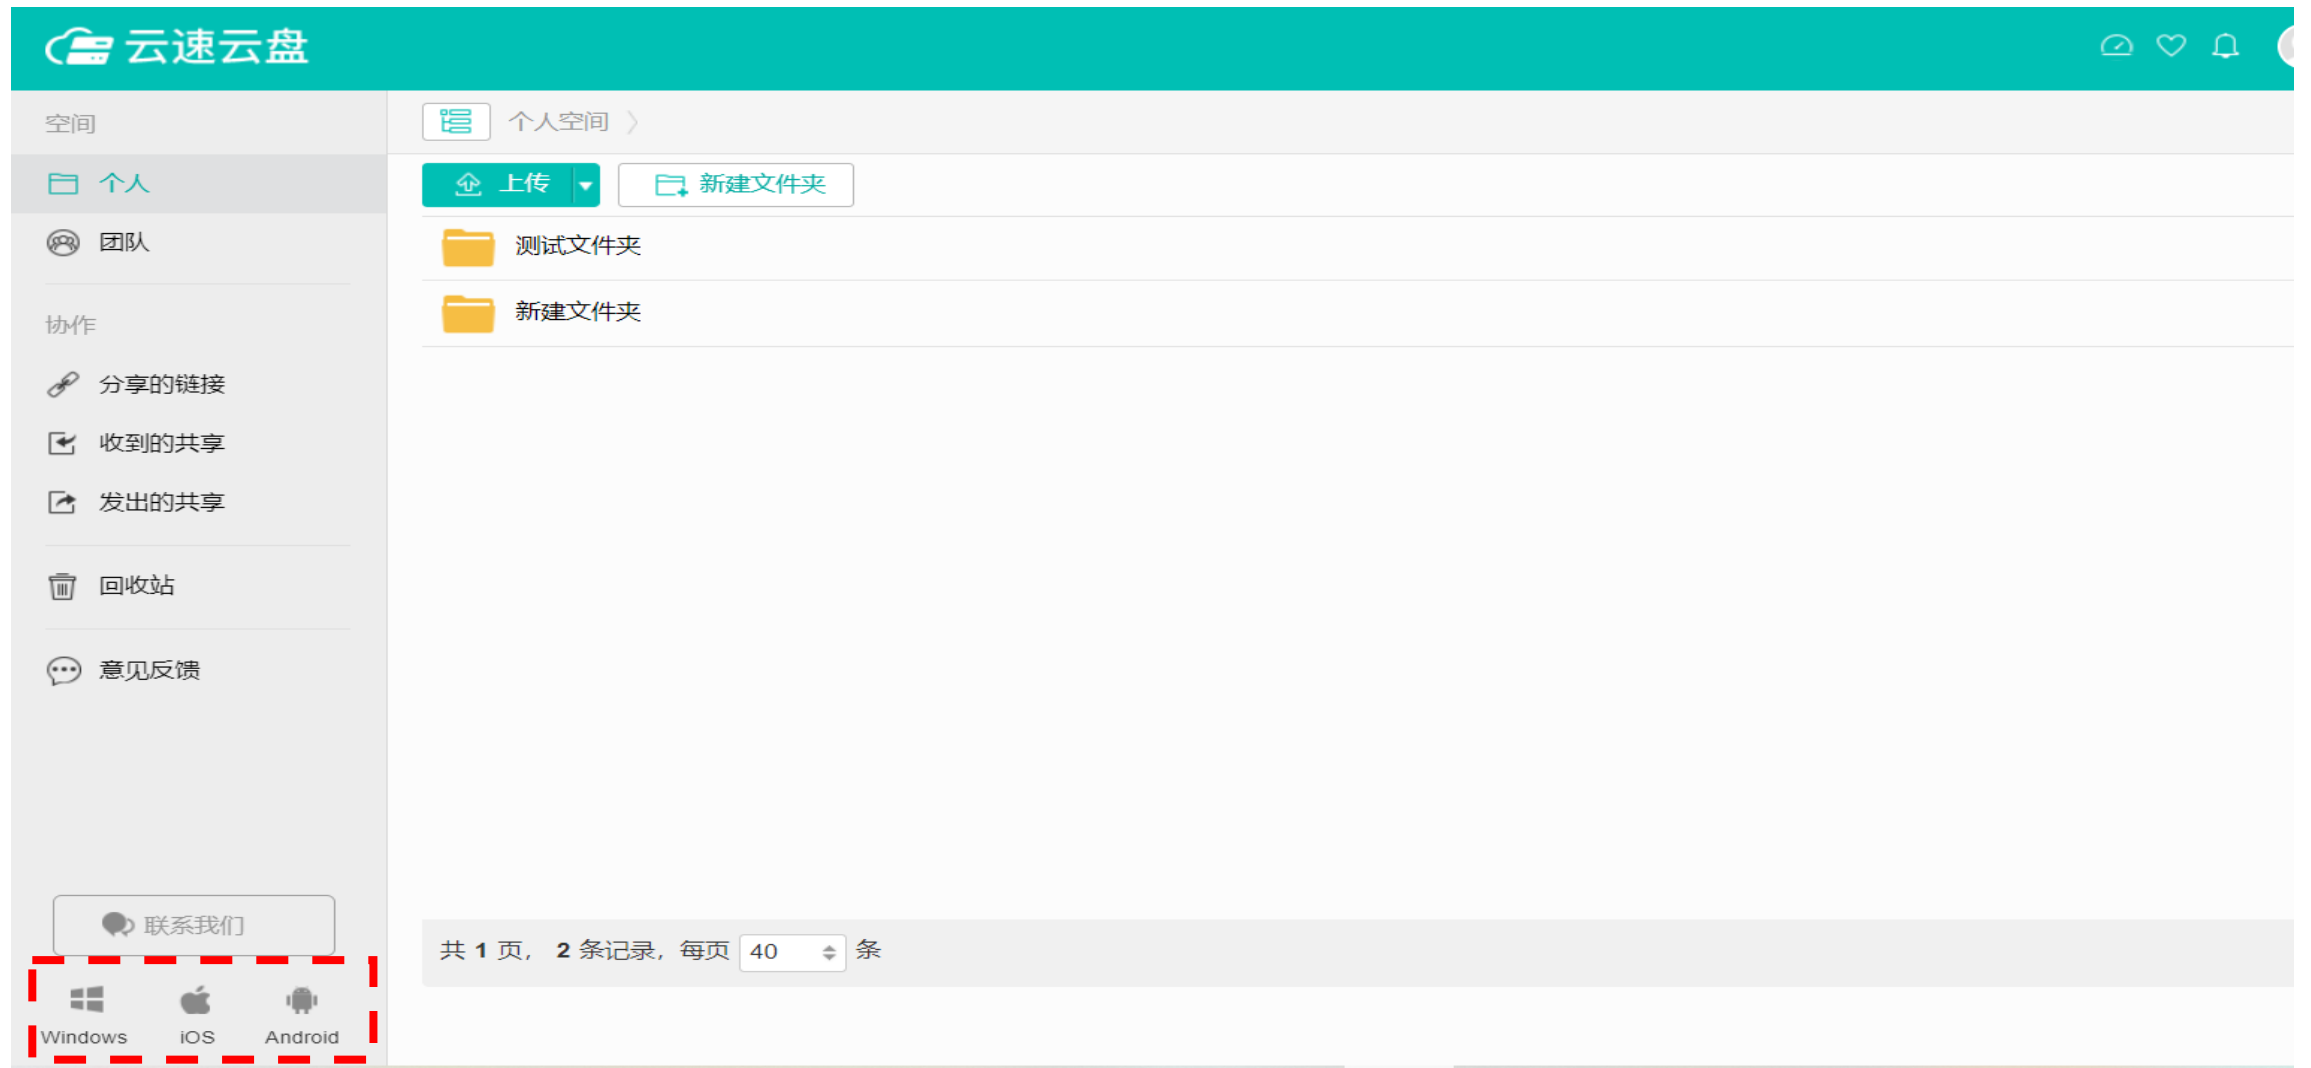 云速云盘
空间
个人
团队
协作
分享的链接
收到的共享
发出的共享
回收站
意见反馈
联系我们
Windows iOS Android
个人空间
上传 新建文件夹
测试文件夹
新建文件夹
共 1 页, 2 条记录, 每页 40 条